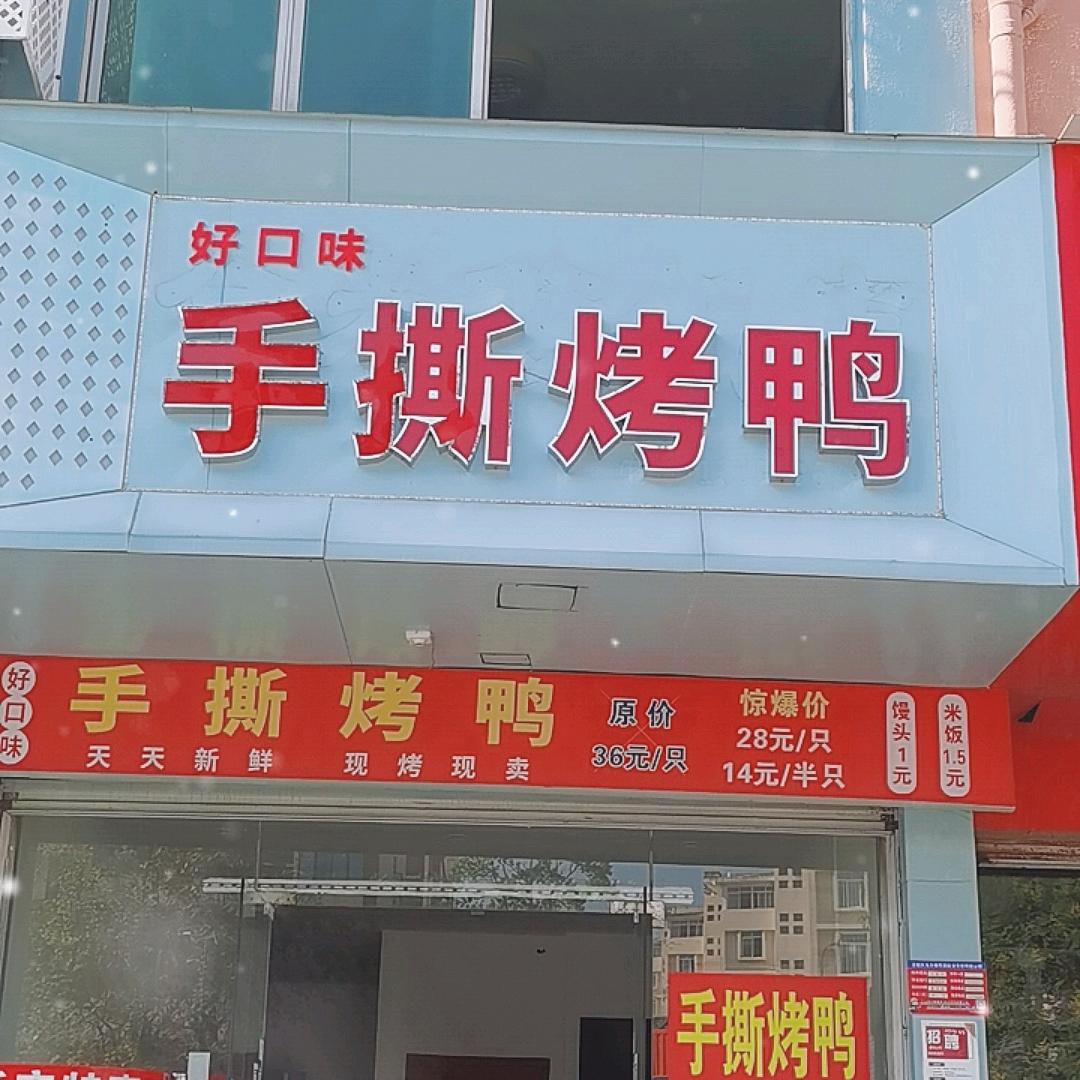 好口味
手撕烤鸭
好口味
手撕烤鸭
天天新鲜 现烤现卖
原价
36元/只
惊爆价
28元/只
14元/半只
馒头1元
米饭1.5元
手撕烤鸭
招聘